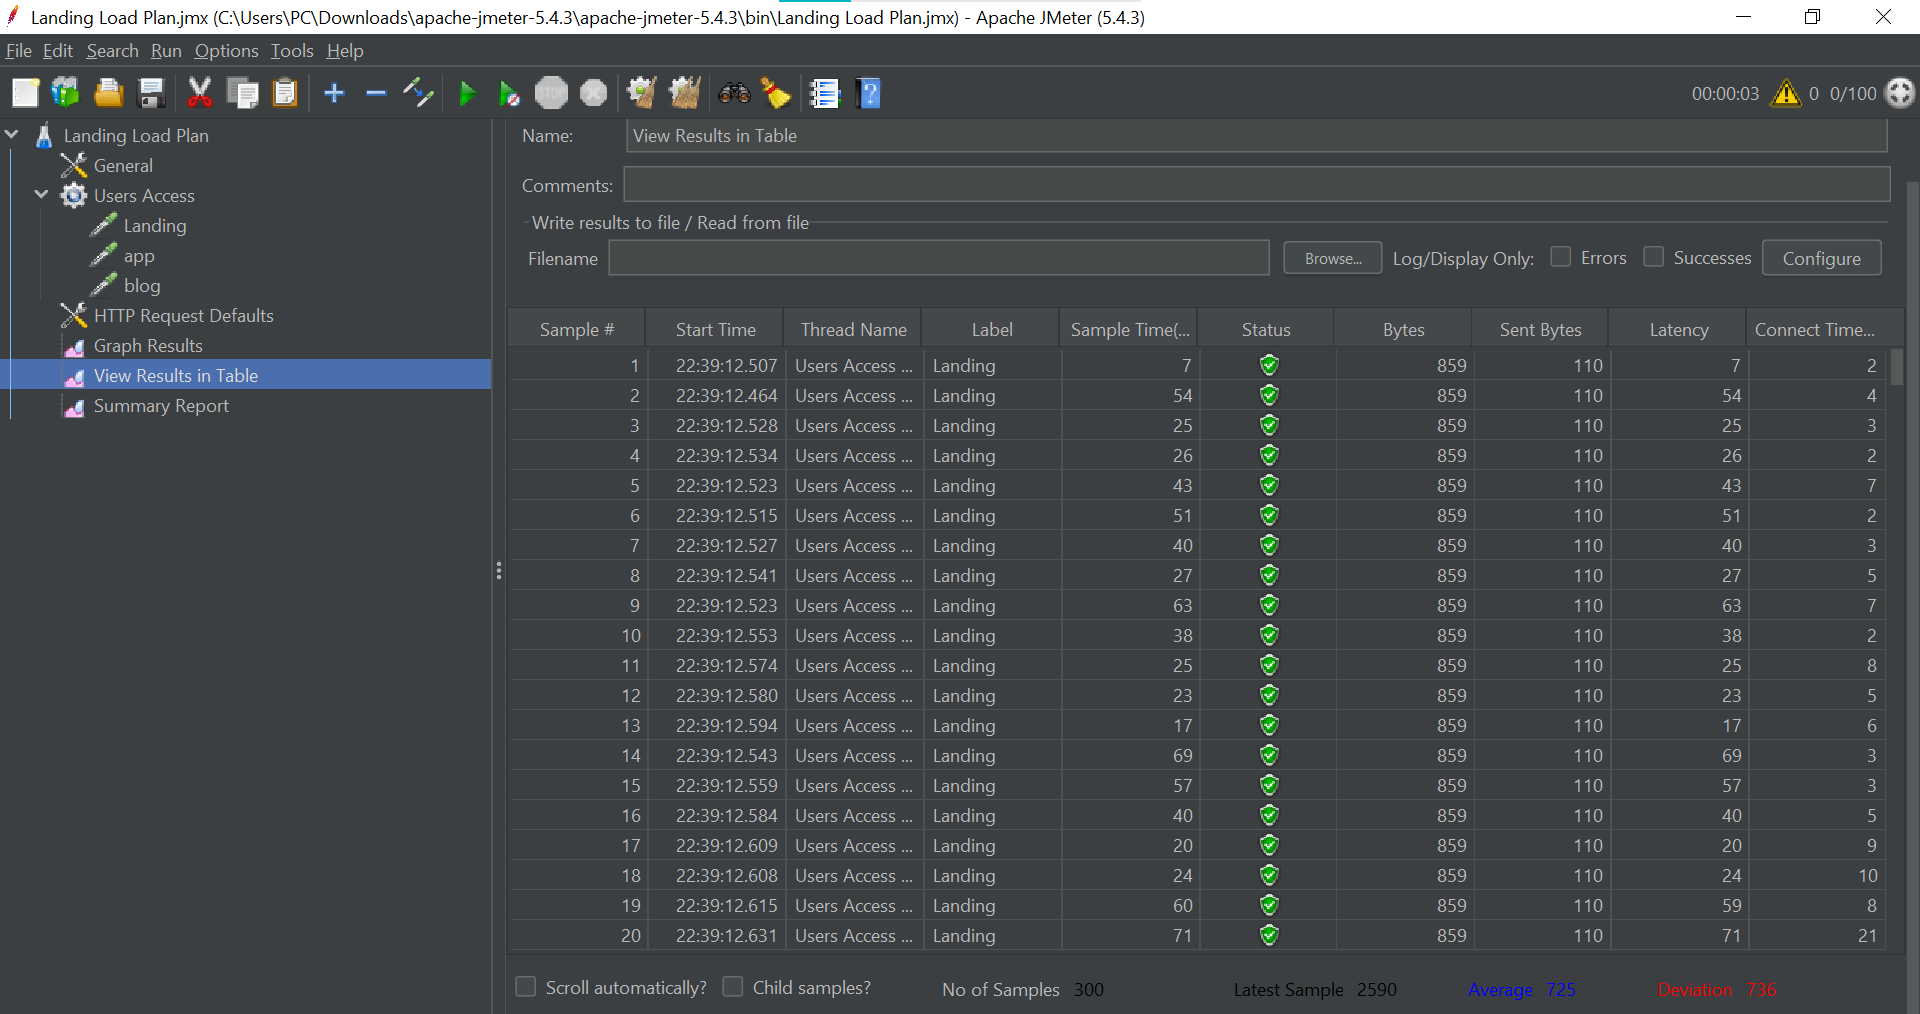 Landing Load Plan.jmx (C:\Users\PC\Downloads\apache-jmeter-5.4.3\apache-jmeter-5.4.3\bin\Landing Load Plan.jmx) - Apache JMeter (5.4.3)
File Edit Search Run Options Tools Help
STOP
00:00:03 0 0/100
Landing Load Plan
General
Users Access
Landing
app
blog
HTTP Request Defaults
Graph Results
View Results in Table
Summary Report
Name: View Results in Table
Comments:
Write results to file / Read from file
Filename Browse... Log/Display Only: Errors Successes Configure
Sample # Start Time Thread Name Label Sample Time(... Status Bytes Sent Bytes Latency Connect Time...
1 22:39:12.507 Users Access ... Landing 7 859 110 7 2
2 22:39:12.464 Users Access ... Landing 54 859 110 54 4
3 22:39:12.528 Users Access ... Landing 25 859 110 25 3
4 22:39:12.534 Users Access ... Landing 26 859 110 26 2
5 22:39:12.523 Users Access ... Landing 43 859 110 43 7
6 22:39:12.515 Users Access ... Landing 51 859 110 51 2
7 22:39:12.527 Users Access ... Landing 40 859 110 40 3
8 22:39:12.541 Users Access ... Landing 27 859 110 27 5
9 22:39:12.523 Users Access ... Landing 63 859 110 63 7
10 22:39:12.553 Users Access ... Landing 38 859 110 38 2
11 22:39:12.574 Users Access ... Landing 25 859 110 25 8
12 22:39:12.580 Users Access ... Landing 23 859 110 23 5
13 22:39:12.594 Users Access ... Landing 17 859 110 17 6
14 22:39:12.543 Users Access ... Landing 69 859 110 69 3
15 22:39:12.559 Users Access ... Landing 57 859 110 57 3
16 22:39:12.584 Users Access ... Landing 40 859 110 40 5
17 22:39:12.609 Users Access ... Landing 20 859 110 20 9
18 22:39:12.608 Users Access ... Landing 24 859 110 24 10
19 22:39:12.615 Users Access ... Landing 60 859 110 59 8
20 22:39:12.631 Users Access ... Landing 71 859 110 71 21
Scroll automatically? Child samples? No of Samples 300 Latest Sample 2590 Average 725 Deviation 736